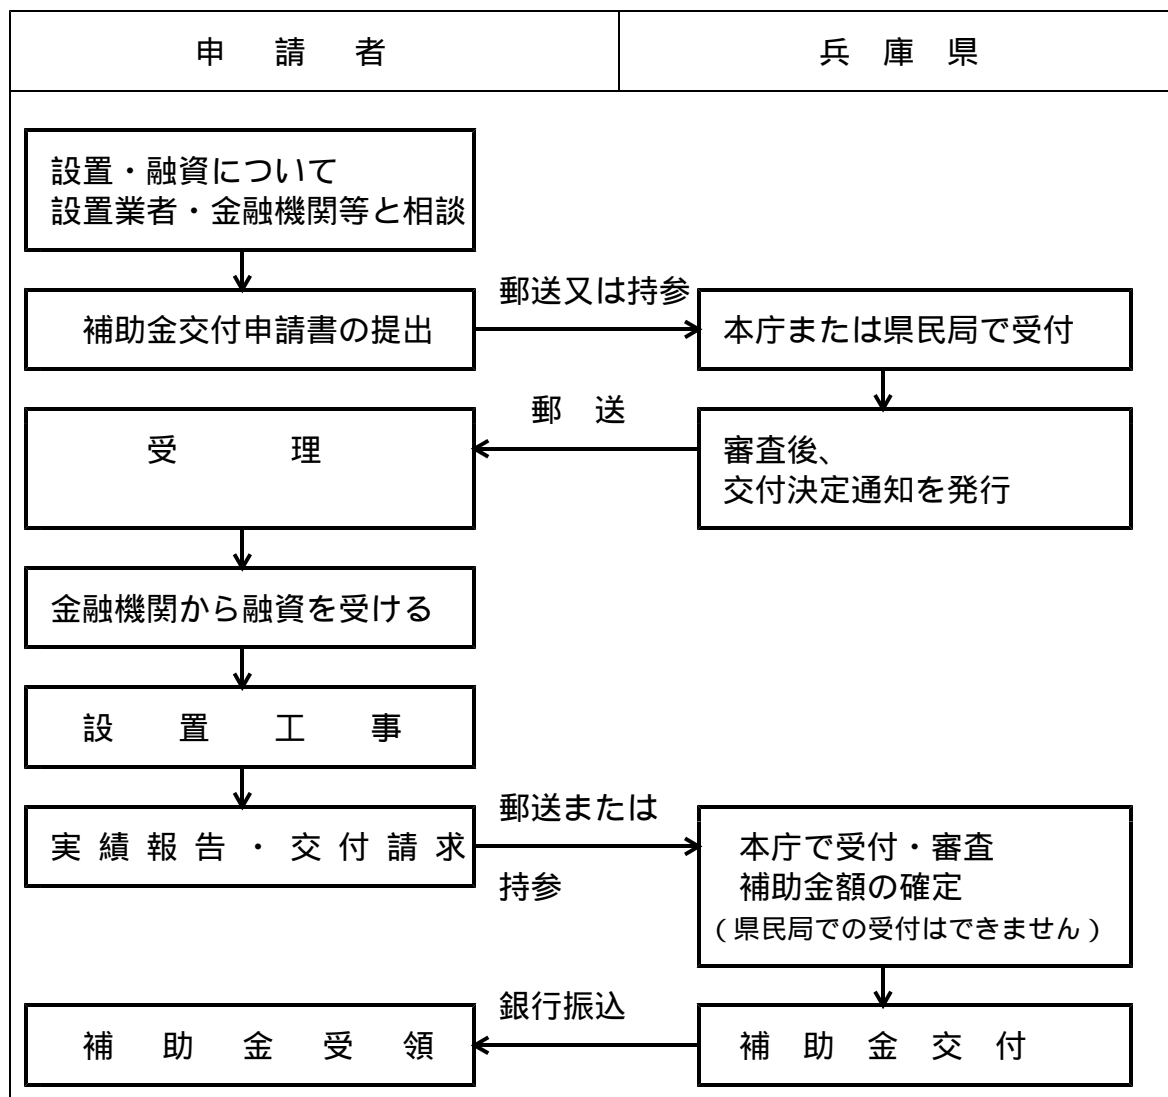 申請者
兵庫県
設置・融資について
設置業者・金融機関等と相談
補助金交付申請書の提出
郵送又は持参
本庁または県民局で受付
郵送
受理
審査後、
交付決定通知を発行
金融機関から融資を受ける
設置工事
実績報告・交付請求
郵送または
持参
本庁で受付・審査
補助金額の確定
(県民局での受付はできません)
銀行振込
補助金受領
補助金交付